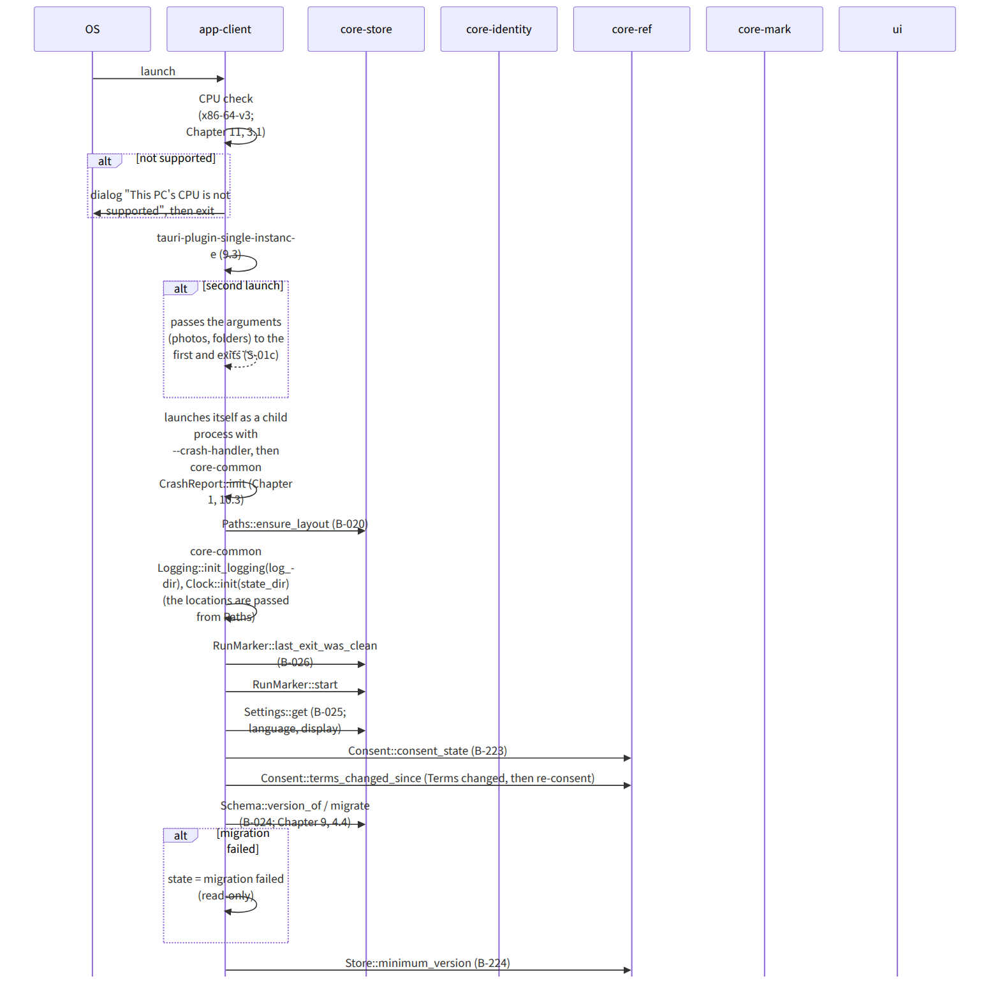 OS
app-client
core-store
core-identity
core-ref
core-mark
ui
launch
CPU check
(x86-64-v3;
Chapter 11, 3.1)
alt
[not supported]
dialog "This PC's CPU is not
supported", then exit
tauri-plugin-single-instanc-
e (9.3)
alt
[second launch]
passes the arguments
(photos, folders) to the
first and exits (S-01c)
launches itself as a child
process with
--crash-handler, then
core-common
CrashReport::init (Chapter
1, 10.3)
Paths::ensure_layout (B-020)
core-common
Logging::init_logging(log_-
dir), Clock::init(state_dir)
(the locations are passed
from Paths)
RunMarker::last_exit_was_clean
(B-026)
RunMarker::start
Settings::get (B-025;
language, display)
Consent::consent_state (B-223)
Consent::terms_changed_since (Terms changed, then re-consent)
Schema::version_of / migrate
(B-024; Chapter 9, 4.4)
alt
[migration
failed]
state = migration failed
(read-only)
Store::minimum_version (B-224)